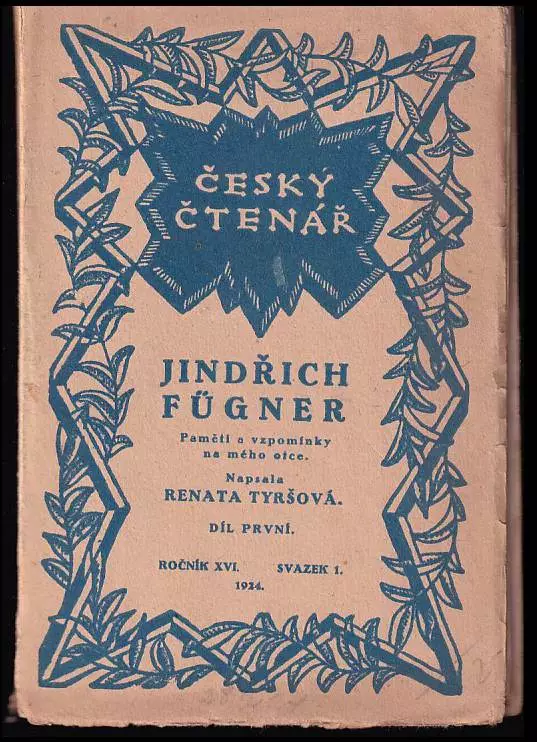 ČESKÝ
ČTENÁŘ
JINDŘICH
FÜGNER
Paměti a vzpomínky
na mého otce.
Napsala
RENATA TYRŠOVÁ.
DÍL PRVNÍ.
ROČNÍK XVI. SVAZEK 1.
1924.